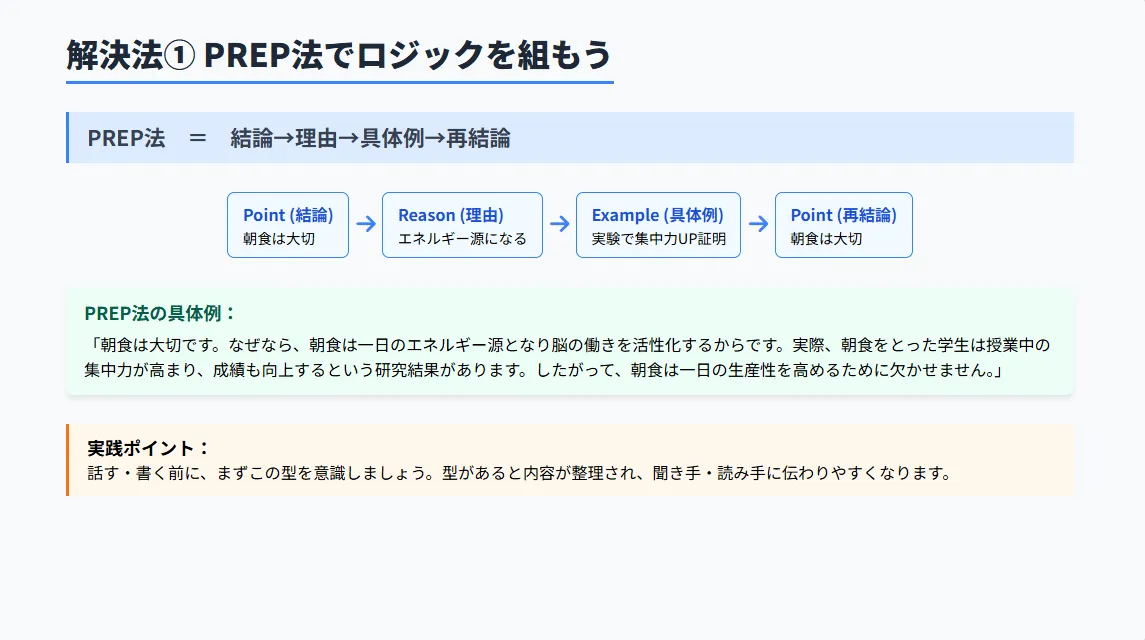 解決法① PREP法でロジックを組もう
PREP法　＝　結論→理由→具体例→再結論
Point (結論)
朝食は大切
→
Reason (理由)
エネルギー源になる
→
Example (具体例)
実験で集中力UP証明
→
Point (再結論)
朝食は大切
PREP法の具体例：
「朝食は大切です。なぜなら、朝食は一日のエネルギー源となり脳の働きを活性化するからです。実際、朝食をとった学生は授業中の
集中力が高まり、成績も向上するという研究結果があります。したがって、朝食は一日の生産性を高めるために欠かせません。」
実践ポイント：
話す・書く前に、まずこの型を意識しましょう。型があると内容が整理され、聞き手・読み手に伝わりやすくなります。